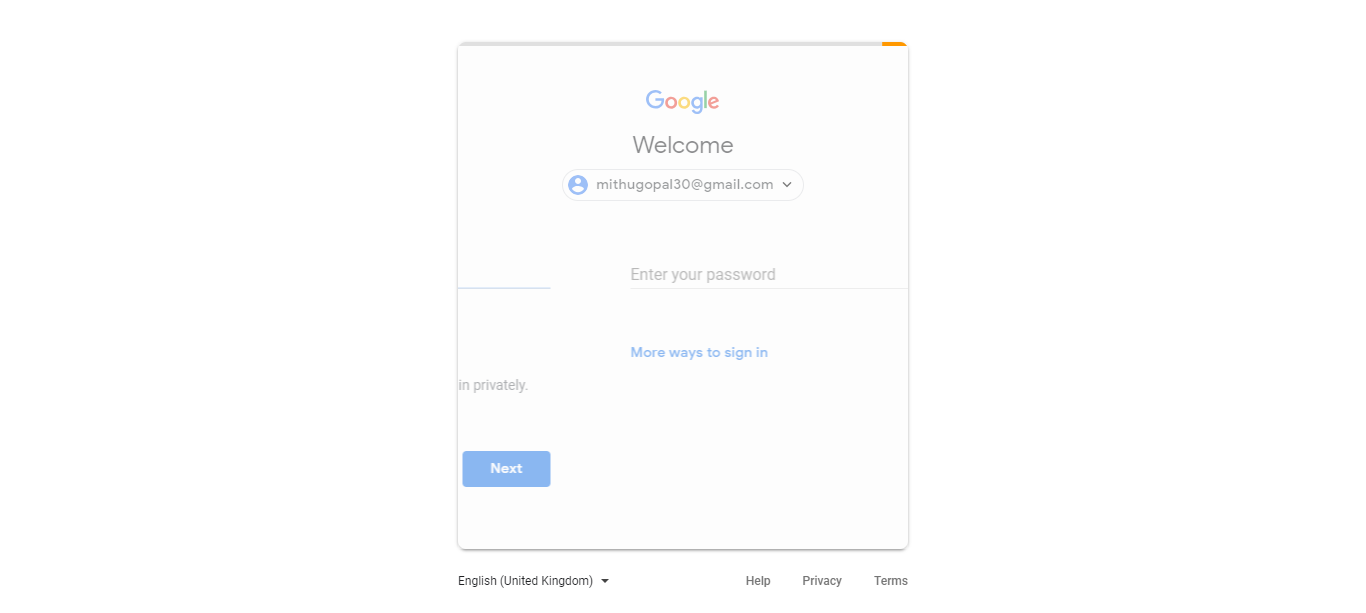 Google
Welcome
mithugopal30@gmail.com
Enter your password
More ways to sign in
in privately.
Next
English (United Kingdom)
Help
Privacy
Terms